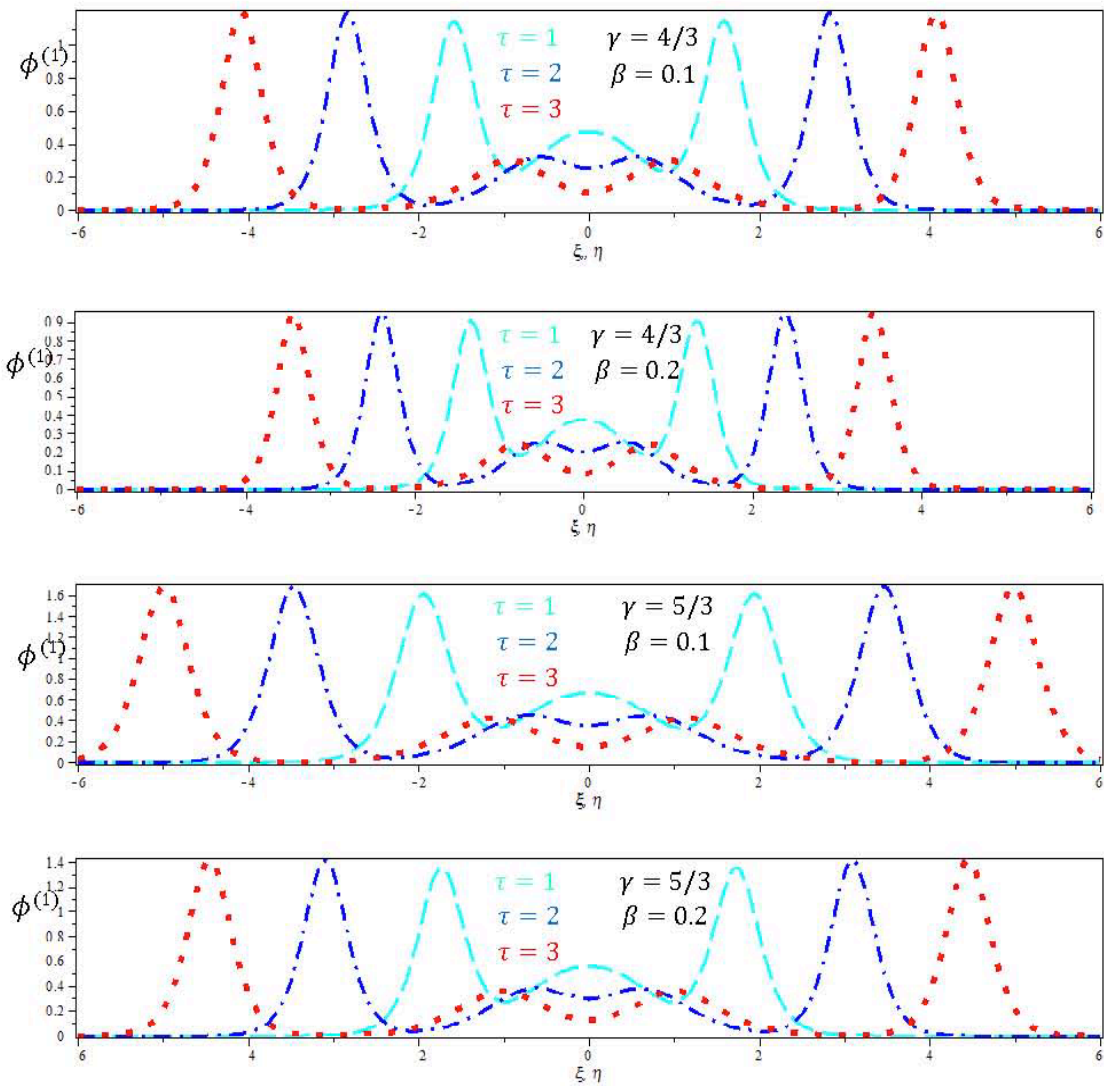 τ = 1 γ = 4/3
ϕ(1) 1
0.8 τ = 2 β = 0.1
0.6 τ = 3
0.4
0.2
0
-6 -4 -2 0 2 4 6
ξ, η
0.9 τ = 1 γ = 4/3
0.8
ϕ(1) 0.7 τ = 2 β = 0.2
0.6
0.5 τ = 3
0.4
0.3
0.2
0.1
0
-6 -4 -2 0 2 4 6
ξ, η
1.6 τ = 1 γ = 5/3
1.4
1.2 τ = 2 β = 0.1
ϕ(1) 1
0.8 τ = 3
0.6
0.4
0.2
0
-6 -4 -2 0 2 4 6
ξ, η
1.4 τ = 1 γ = 5/3
1.2
ϕ(1) 1 τ = 2 β = 0.2
0.8
0.6 τ = 3
0.4
0.2
0
-6 -4 -2 0 2 4 6
ξ, η